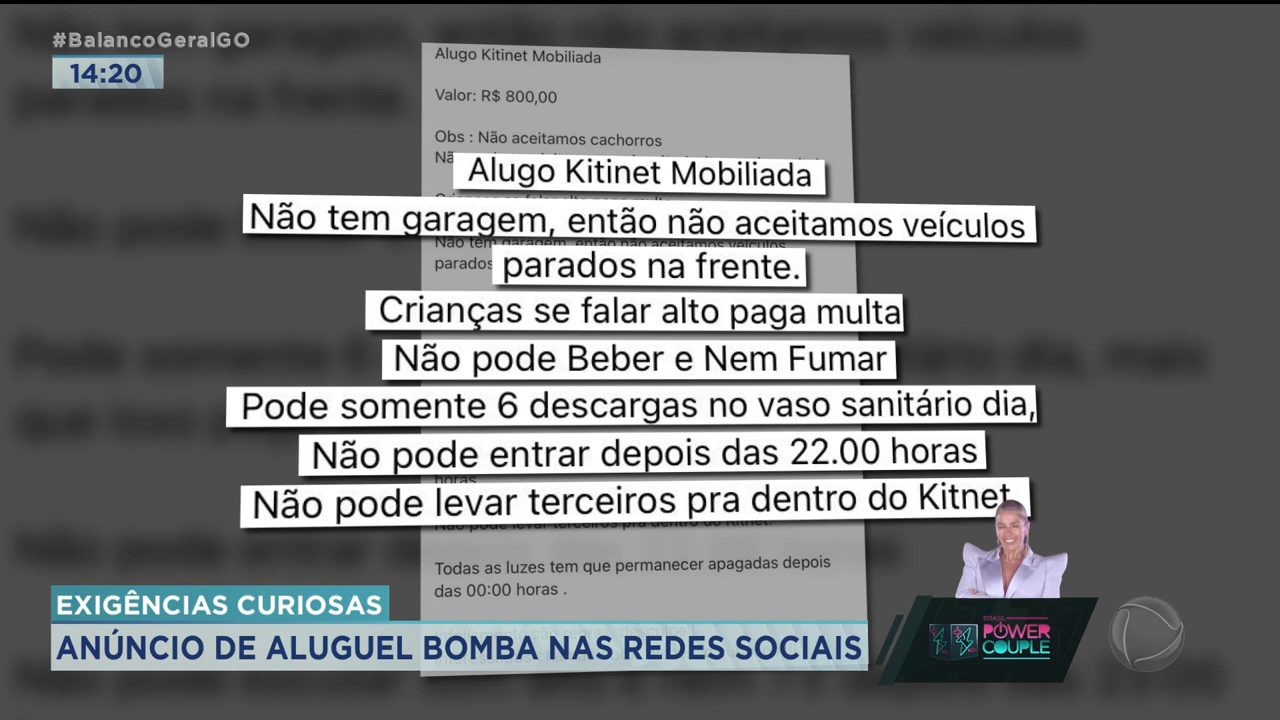 #BalancoGeralGO
14:20
Alugo Kitinet Mobiliada
Valor: R$ 800,00
Obs : Não aceitamos cachorros
Alugo Kitinet Mobiliada
Não tem garagem, então não aceitamos veículos
parados na frente.
Crianças se falar alto paga multa
Não pode Beber e Nem Fumar
Pode somente 6 descargas no vaso sanitário dia,
Não pode entrar depois das 22.00 horas
Não pode levar terceiros pra dentro do Kitnet
Todas as luzes tem que permanecer apagadas depois
das 00:00 horas .
EXIGÊNCIAS CURIOSAS
ANÚNCIO DE ALUGUEL BOMBA NAS REDES SOCIAIS
BRASIL
POWER
COUPLE